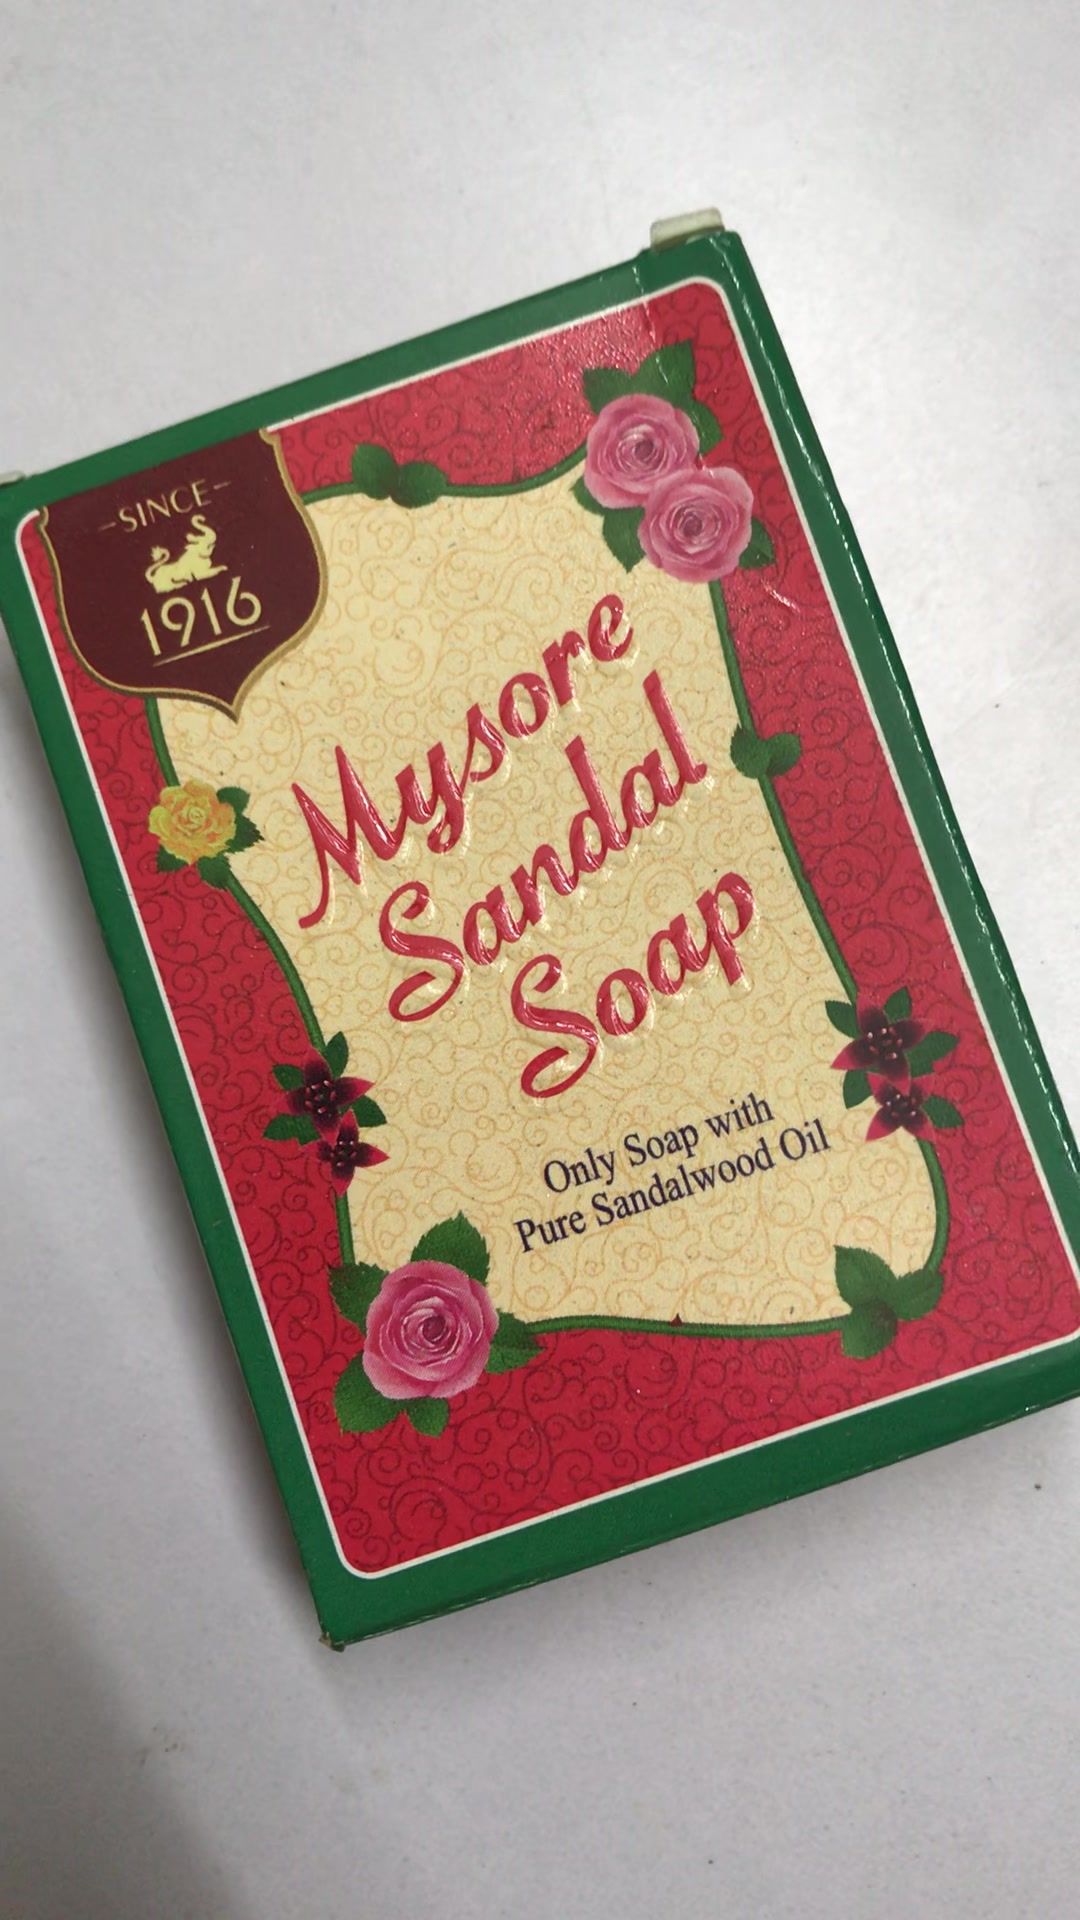 -SINCE-
1916
Mysore
Sandal
Soap
Only Soap with
Pure Sandalwood Oil